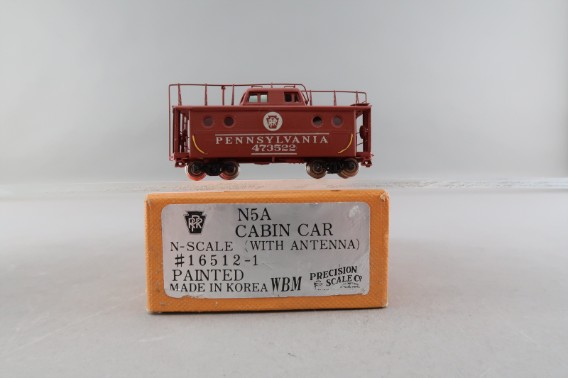 PENNSYLVANIA
473522
PRR
N5A
CABIN CAR
N-SCALE (WITH ANTENNA)
#16512-1
PAINTED
MADE IN KOREA WBM
PRECISION
SCALE Co